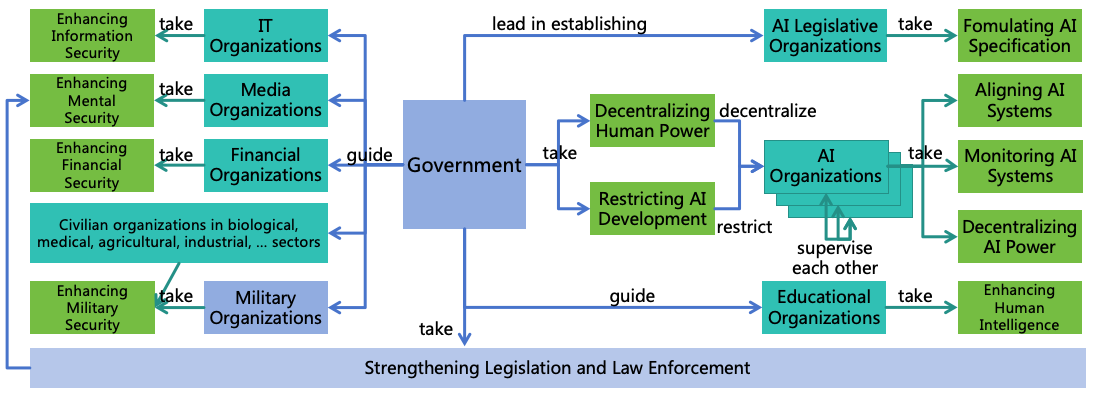 Enhancing
Information
Security
take
IT
Organizations
lead in establishing
AI Legislative
Organizations
take
Fomulating AI
Specification
Enhancing
Mental
Security
take
Media
Organizations
Enhancing
Financial
Security
take
Financial
Organizations
guide
Government
take
Decentralizing
Human Power
decentralize
Restricting AI
Development
restrict
AI
Organizations
supervise
each other
take
Aligning AI
Systems
Monitoring AI
Systems
Decentralizing
AI Power
Civilian organizations in biological,
medical, agricultural, industrial, ... sectors
Enhancing
Military
Security
take
Military
Organizations
guide
Educational
Organizations
take
Enhancing
Human
Intelligence
take
Strengthening Legislation and Law Enforcement